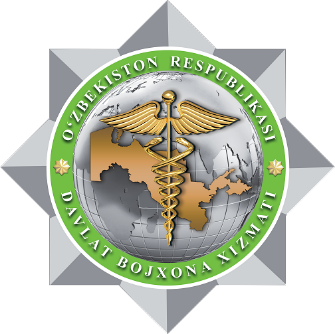 O‘ZBEKISTON RESPUBLIKASI
DAVLAT BOJXONA XIZMATI